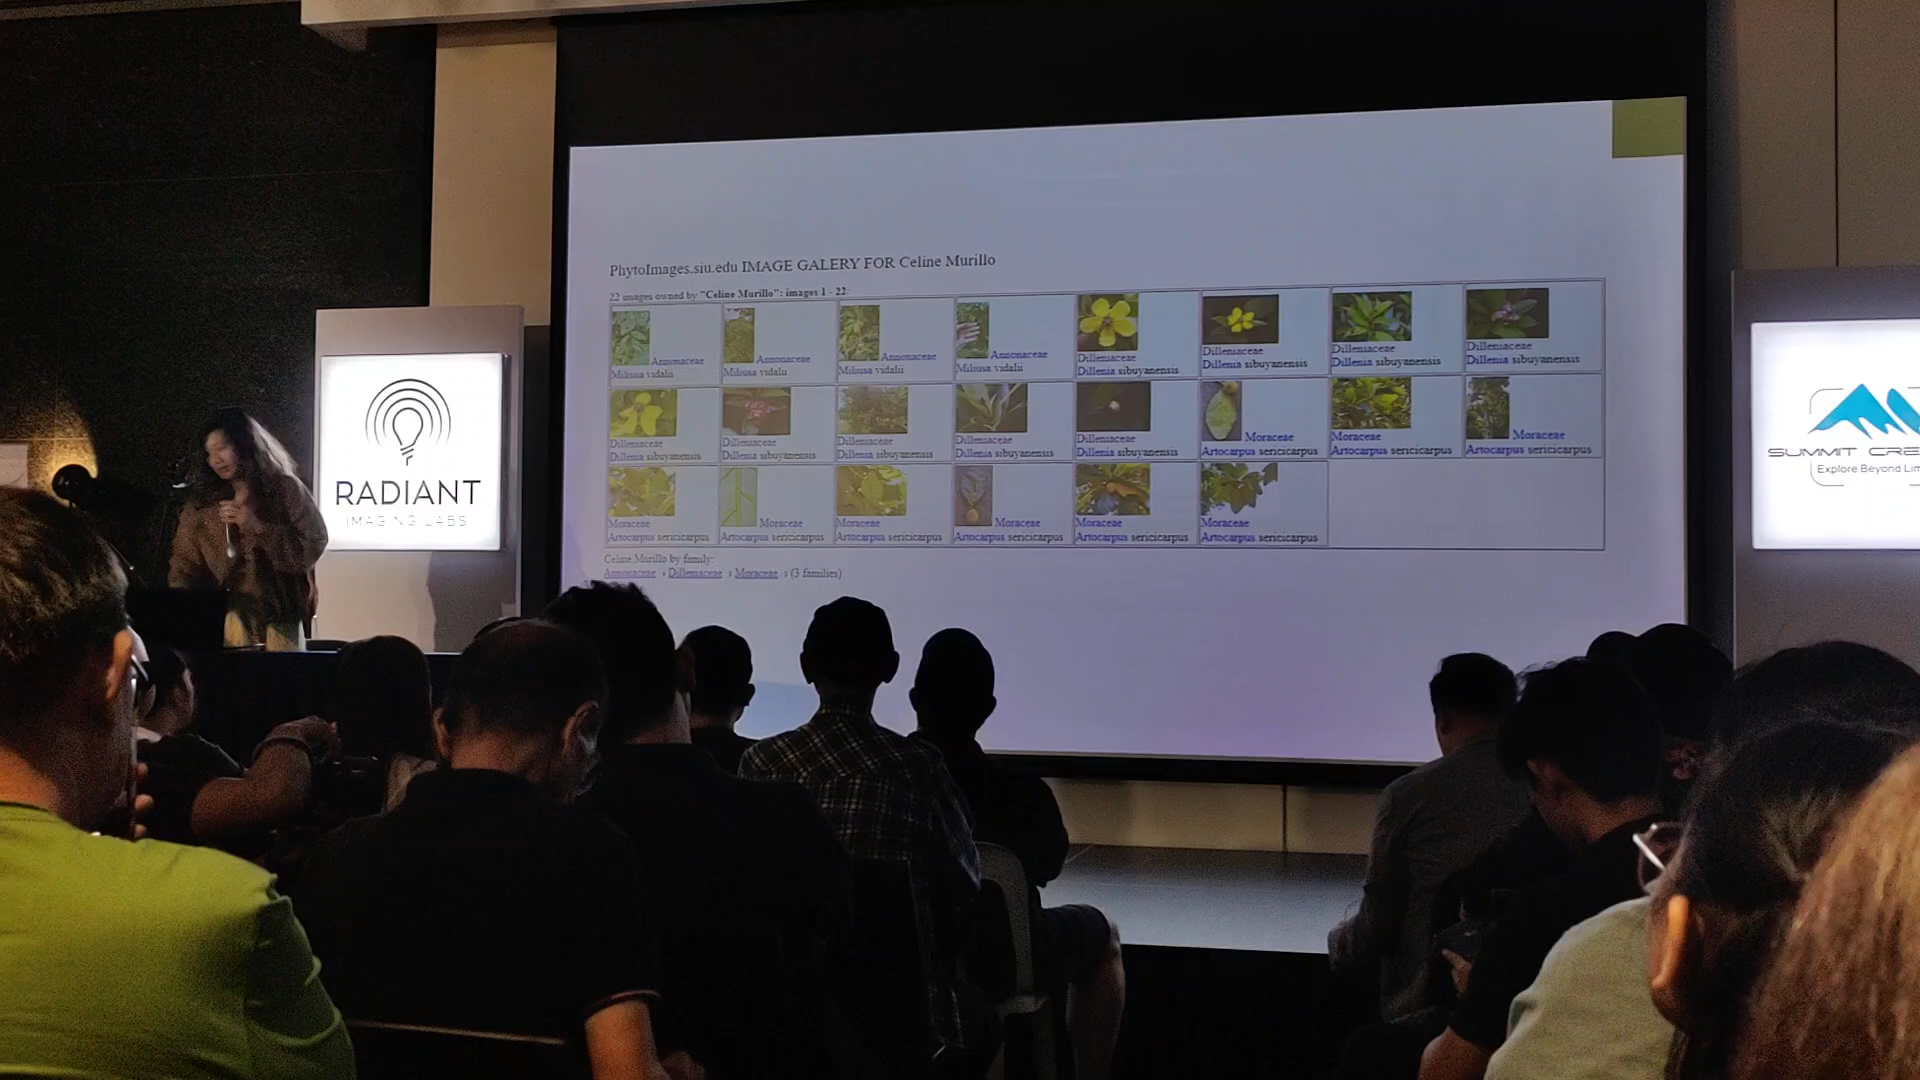 PhytoImages.siu.edu IMAGE GALERY FOR Celine Murillo
22 images owned by "Celine Murillo": images 1 - 22
Annonaceae
Miliusa vidalii
Annonaceae
Miliusa vidalii
Annonaceae
Miliusa vidalii
Annonaceae
Miliusa vidalii
Dilleniaceae
Dillenia sibuyanensis
Dilleniaceae
Dillenia sibuyanensis
Dilleniaceae
Dillenia sibuyanensis
Dilleniaceae
Dillenia sibuyanensis
Dilleniaceae
Dillenia sibuyanensis
Dilleniaceae
Dillenia sibuyanensis
Dilleniaceae
Dillenia sibuyanensis
Dilleniaceae
Dillenia sibuyanensis
Dilleniaceae
Dillenia sibuyanensis
Moraceae
Artocarpus sericicarpus
Moraceae
Artocarpus sericicarpus
Moraceae
Artocarpus sericicarpus
Moraceae
Artocarpus sericicarpus
Moraceae
Artocarpus sericicarpus
Moraceae
Artocarpus sericicarpus
Moraceae
Artocarpus sericicarpus
Moraceae
Artocarpus sericicarpus
Moraceae
Artocarpus sericicarpus
Celine Murillo by family:
Annonaceae Dilleniaceae Moraceae (3 families)
RADIANT
IMAGING LABS
SUMMIT CRE
Explore Beyond Lim